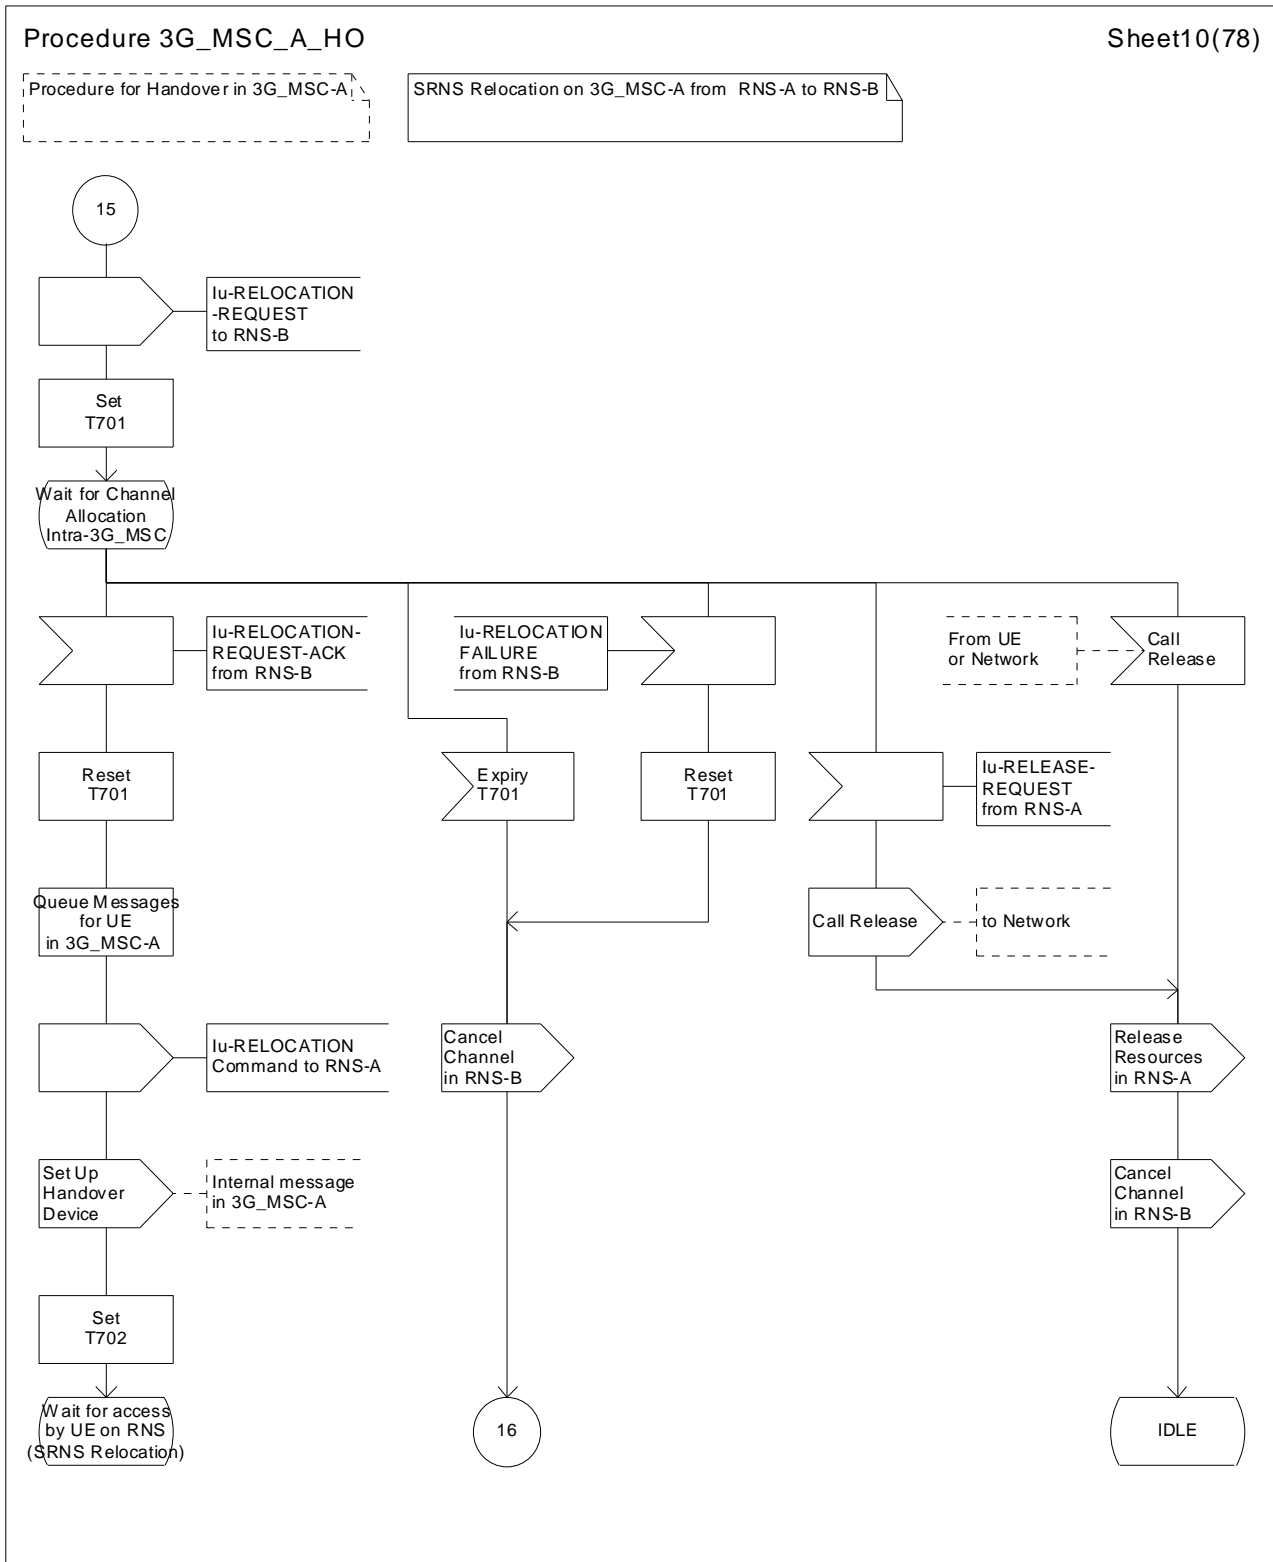 Procedure 3G_MSC_A_HO
Sheet10(78)
Procedure for Handover in 3G_MSC-A
SRNS Relocation on 3G_MSC-A from RNS-A to RNS-B
15
Iu-RELOCATION
-REQUEST
to RNS-B
Set
T701
Wait for Channel
Allocation
Intra-3G_MSC
Iu-RELOCATION-
REQUEST-ACK
from RNS-B
Iu-RELOCATION
FAILURE
from RNS-B
From UE
or Network
Call
Release
Reset
T701
Expiry
T701
Reset
T701
Iu-RELEASE-
REQUEST
from RNS-A
Queue Messages
for UE
in 3G_MSC-A
Call Release
to Network
Iu-RELOCATION
Command to RNS-A
Cancel
Channel
in RNS-B
Release
Resources
in RNS-A
Set Up
Handover
Device
Internal message
in 3G_MSC-A
Cancel
Channel
in RNS-B
Set
T702
Wait for access
by UE on RNS
(SRNS Relocation)
16
IDLE